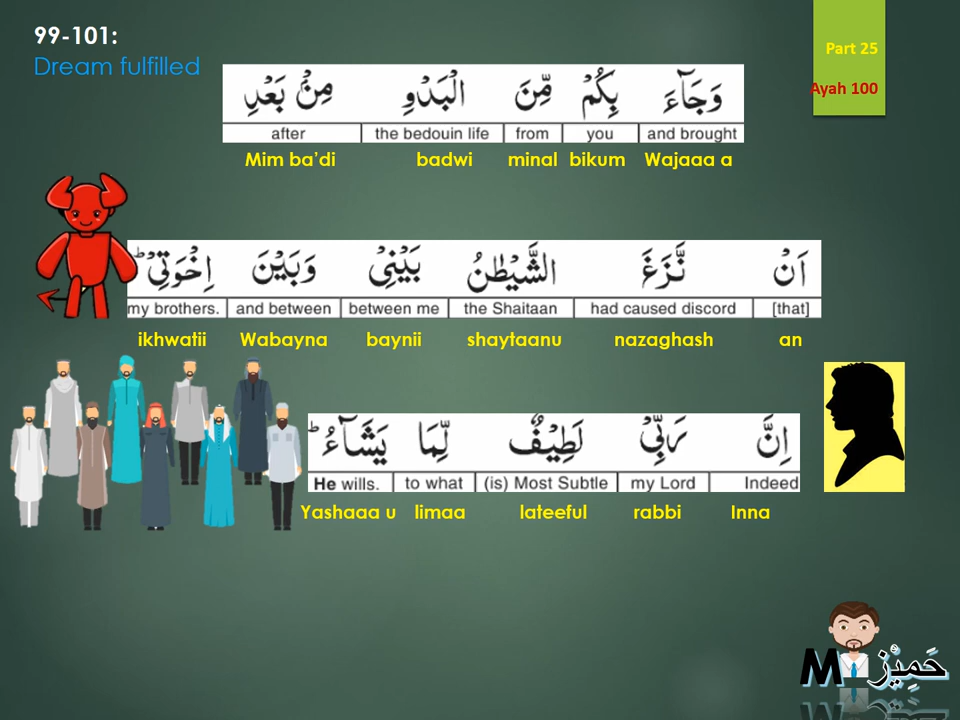 99-101:
Dream fulfilled
Part 25
Ayah 100
وَجَآءَ بِكُمْ مِّنَ الْبَدْوِ مِنْۢ بَعْدِ
and brought you from the bedouin life after
Wajaaa a bikum minal badwi Mim ba’di
اَنْ نَّزَغَ الشَّيْطٰنُ بَيْنِيْ وَبَيْنَ اِخْوَتِيْ ؕ
[that] had caused discord the Shaitaan between me and between my brothers.
an nazaghash shaytaanu baynii Wabayna ikhwatii
اِنَّ رَبِّيْ لَطِيْفٌ لِّمَا يَشَآءُ ؕ
Indeed my Lord (is) Most Subtle to what He wills.
Inna rabbi lateeful limaa Yashaaa u
M حَمِيْز